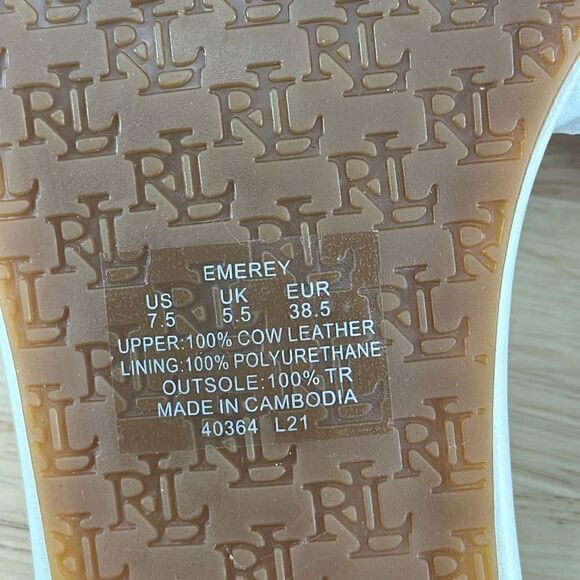 EMEREY
US UK EUR
7.5 5.5 38.5
UPPER:100% COW LEATHER
LINING:100% POLYURETHANE
OUTSOLE:100% TR
MADE IN CAMBODIA
40364 L21